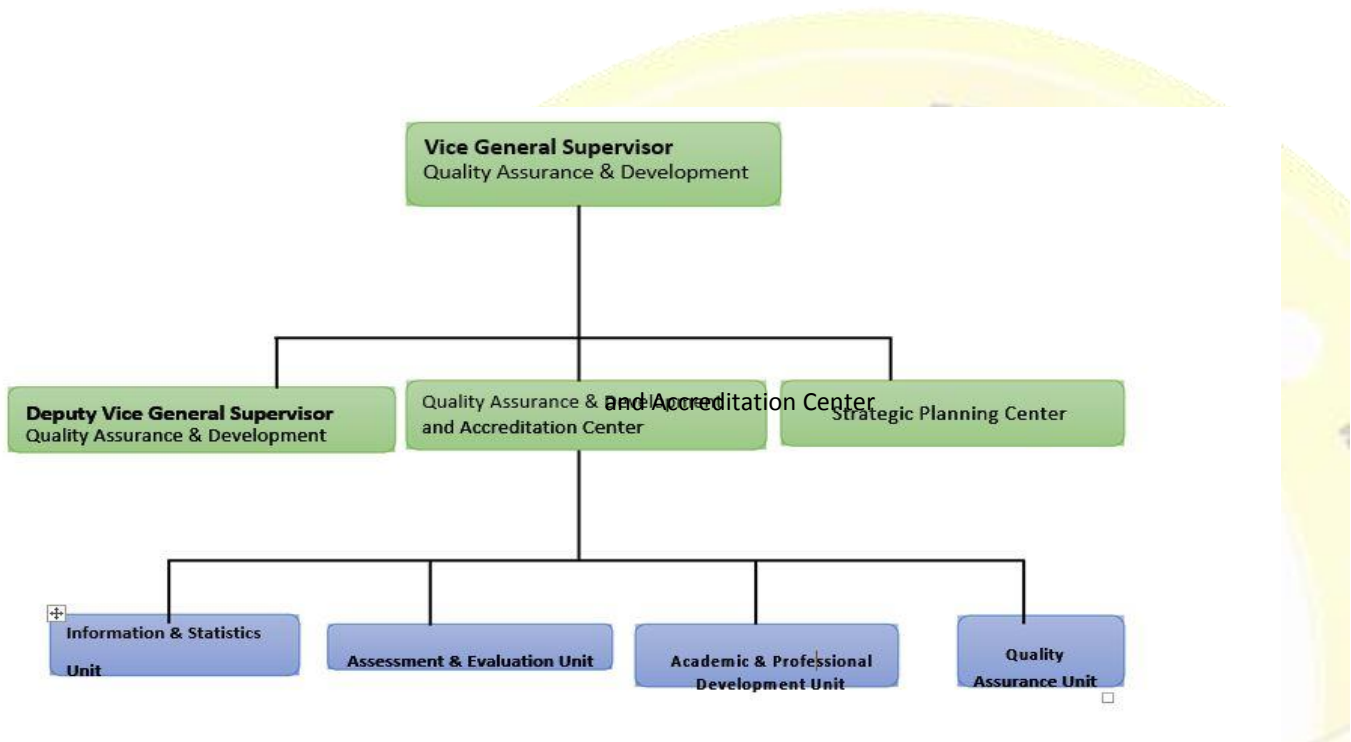 Vice General Supervisor
Quality Assurance & Development
Deputy Vice General Supervisor
Quality Assurance & Development
Quality Assurance & Development
and Accreditation Center
and Accreditation Center
Strategic Planning Center
Information & Statistics
Unit
Assessment & Evaluation Unit
Academic & Professional
Development Unit
Quality
Assurance Unit